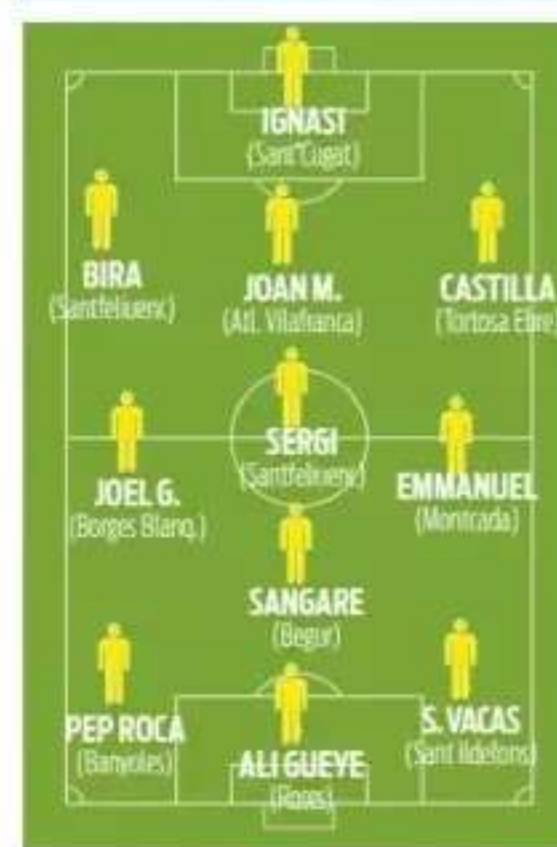 IGNASI
(Sant Cugat)
BIRA
(Santfeliuenc)
JOAN M.
(Atl. Vilafranca)
CASTILLA
(Tortosa Ebre)
SERGI
(Santfeliuenc)
JOEL G.
(Borges Blanq.)
EMMANUEL
(Montcada)
SANGARE
(Begur)
PEP ROCA
(Banyoles)
ALI GUEYE
(Roses)
S. VACAS
(Sant Ildefons)